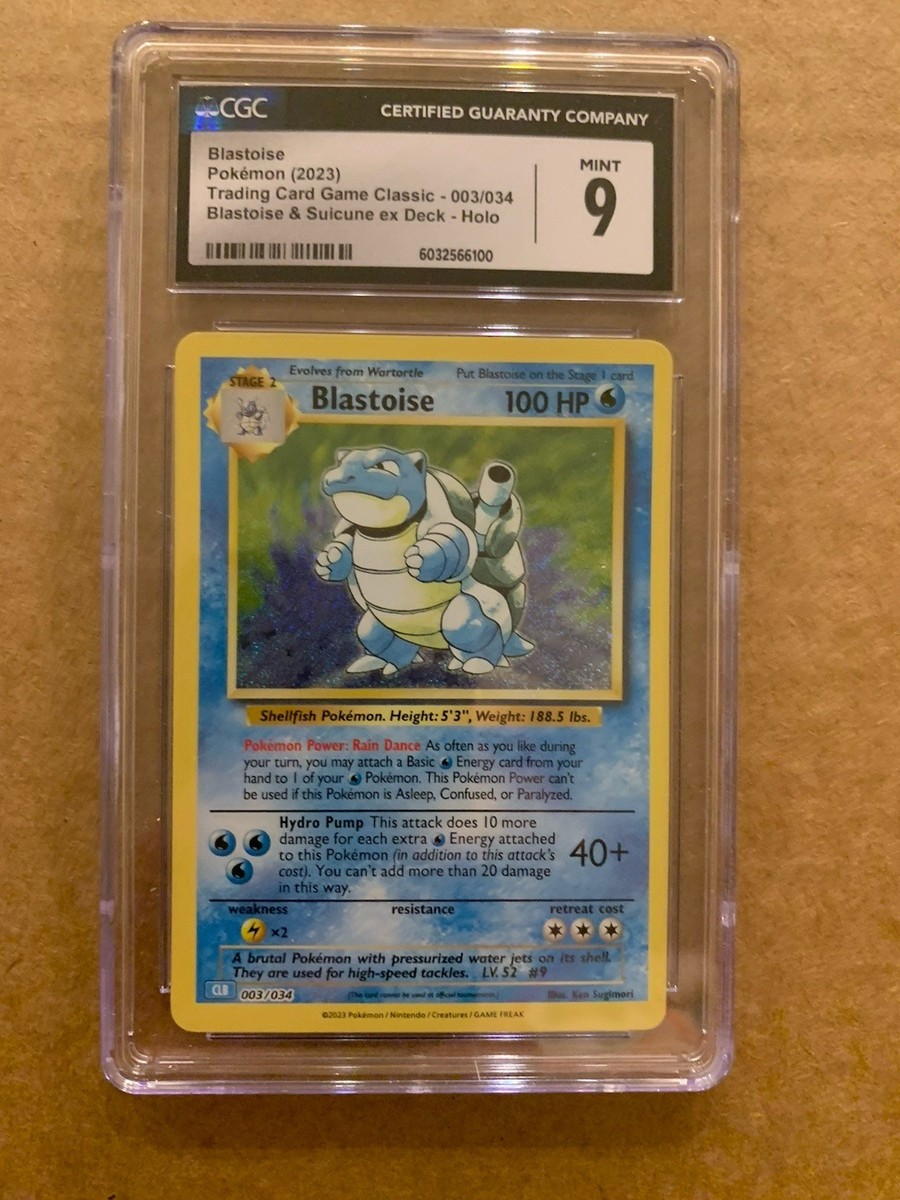 CGC
CERTIFIED GUARANTY COMPANY
Blastoise
Pokémon (2023)
Trading Card Game Classic - 003/034
Blastoise & Suicune ex Deck - Holo
MINT
9
6032566100
STAGE 2
Evolves from Wartortle
Put Blastoise on the Stage 1 card
Blastoise
100 HP
Shellfish Pokémon. Height: 5'3", Weight: 188.5 lbs.
Pokémon Power: Rain Dance As often as you like during
your turn, you may attach a Basic Energy card from your
hand to 1 of your Pokémon. This Pokémon Power can't
be used if this Pokémon is Asleep, Confused, or Paralyzed.
Hydro Pump This attack does 10 more
damage for each extra Energy attached
to this Pokémon (in addition to this attack's
cost). You can't add more than 20 damage
in this way.
40+
weakness
resistance
retreat cost
×2
A brutal Pokémon with pressurized water jets on its shell.
They are used for high-speed tackles. LV. 52 #9
CLB
003/034
(This card cannot be used at official tournaments.)
Illus. Ken Sugimori
©2023 Pokémon / Nintendo / Creatures / GAME FREAK